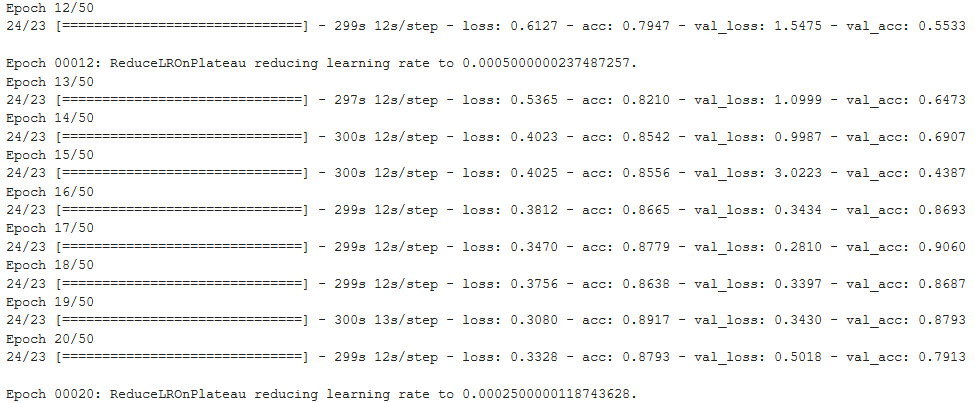 Epoch 12/50
24/23 [==============================] - 299s 12s/step - loss: 0.6127 - acc: 0.7947 - val_loss: 1.5475 - val_acc: 0.5533
Epoch 00012: ReduceLROnPlateau reducing learning rate to 0.0005000000237487257.
Epoch 13/50
24/23 [==============================] - 297s 12s/step - loss: 0.5365 - acc: 0.8210 - val_loss: 1.0999 - val_acc: 0.6473
Epoch 14/50
24/23 [==============================] - 300s 12s/step - loss: 0.4023 - acc: 0.8542 - val_loss: 0.9987 - val_acc: 0.6907
Epoch 15/50
24/23 [==============================] - 300s 12s/step - loss: 0.4025 - acc: 0.8556 - val_loss: 3.0223 - val_acc: 0.4387
Epoch 16/50
24/23 [==============================] - 299s 12s/step - loss: 0.3812 - acc: 0.8665 - val_loss: 0.3434 - val_acc: 0.8693
Epoch 17/50
24/23 [==============================] - 299s 12s/step - loss: 0.3470 - acc: 0.8779 - val_loss: 0.2810 - val_acc: 0.9060
Epoch 18/50
24/23 [==============================] - 299s 12s/step - loss: 0.3756 - acc: 0.8638 - val_loss: 0.3397 - val_acc: 0.8687
Epoch 19/50
24/23 [==============================] - 300s 13s/step - loss: 0.3080 - acc: 0.8917 - val_loss: 0.3430 - val_acc: 0.8793
Epoch 20/50
24/23 [==============================] - 299s 12s/step - loss: 0.3328 - acc: 0.8793 - val_loss: 0.5018 - val_acc: 0.7913
Epoch 00020: ReduceLROnPlateau reducing learning rate to 0.0002500000118743628.